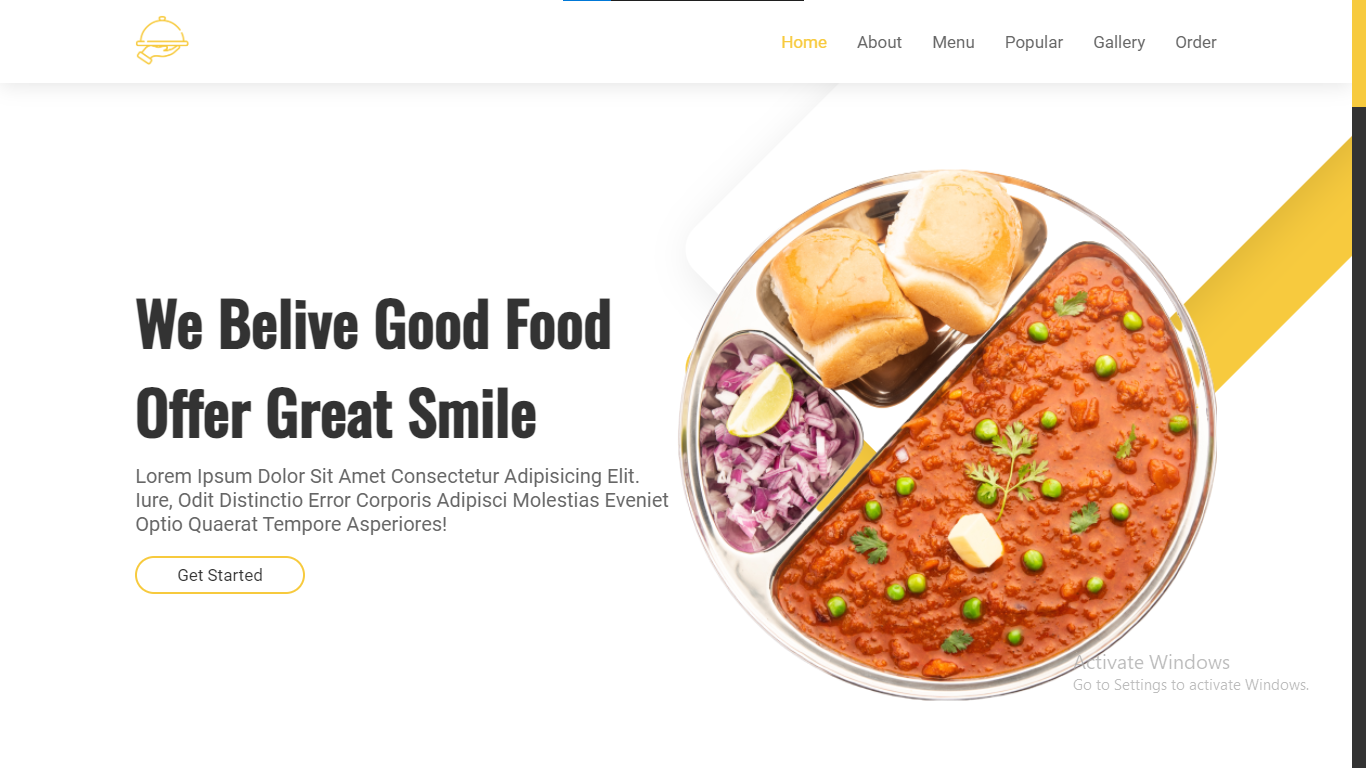 Home About Menu Popular Gallery Order
We Belive Good Food
Offer Great Smile
Lorem Ipsum Dolor Sit Amet Consectetur Adipisicing Elit.
Iure, Odit Distinctio Error Corporis Adipisci Molestias Eveniet
Optio Quaerat Tempore Asperiores!
Get Started
Activate Windows
Go to Settings to activate Windows.